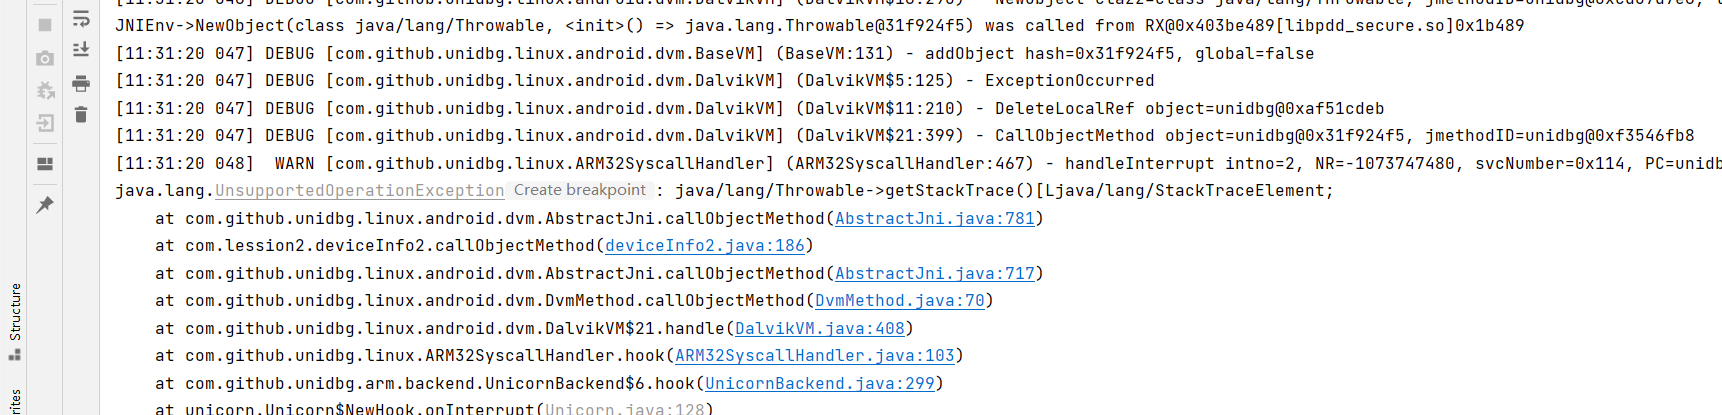 JNIEnv->NewObject(class java/lang/Throwable, <init>() => java.lang.Throwable@31f924f5) was called from RX@0x403be489[libpdd_secure.so]0x1b489
[11:31:20 047] DEBUG [com.github.unidbg.linux.android.dvm.BaseVM] (BaseVM:131) - addObject hash=0x31f924f5, global=false
[11:31:20 047] DEBUG [com.github.unidbg.linux.android.dvm.DalvikVM] (DalvikVM$5:125) - ExceptionOccurred
[11:31:20 047] DEBUG [com.github.unidbg.linux.android.dvm.DalvikVM] (DalvikVM$11:210) - DeleteLocalRef object=unidbg@0xaf51cdeb
[11:31:20 047] DEBUG [com.github.unidbg.linux.android.dvm.DalvikVM] (DalvikVM$21:399) - CallObjectMethod object=unidbg@0x31f924f5, jmethodID=unidbg@0xf3546fb8
[11:31:20 048]  WARN [com.github.unidbg.linux.ARM32SyscallHandler] (ARM32SyscallHandler:467) - handleInterrupt intno=2, NR=-1073747480, svcNumber=0x114, PC=unidb
java.lang.UnsupportedOperationException Create breakpoint : java/lang/Throwable->getStackTrace()[Ljava/lang/StackTraceElement;
at com.github.unidbg.linux.android.dvm.AbstractJni.callObjectMethod(AbstractJni.java:781)
at com.lession2.deviceInfo2.callObjectMethod(deviceInfo2.java:186)
at com.github.unidbg.linux.android.dvm.AbstractJni.callObjectMethod(AbstractJni.java:717)
at com.github.unidbg.linux.android.dvm.DvmMethod.callObjectMethod(DvmMethod.java:70)
at com.github.unidbg.linux.android.dvm.DalvikVM$21.handle(DalvikVM.java:408)
at com.github.unidbg.linux.ARM32SyscallHandler.hook(ARM32SyscallHandler.java:103)
at com.github.unidbg.arm.backend.UnicornBackend$6.hook(UnicornBackend.java:299)
at unicorn.Unicorn$NewHook.onInterrupt(Unicorn.java:128)
Structure
rites